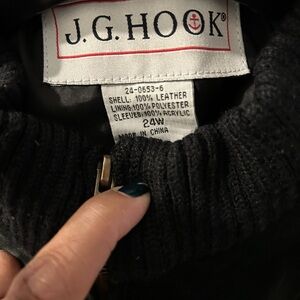 J.G. HOOK®
24-0653-6
SHELL: 100% LEATHER
LINING:100% POLYESTER
SLEEVES:100% ACRYLIC
24W
MADE IN CHINA